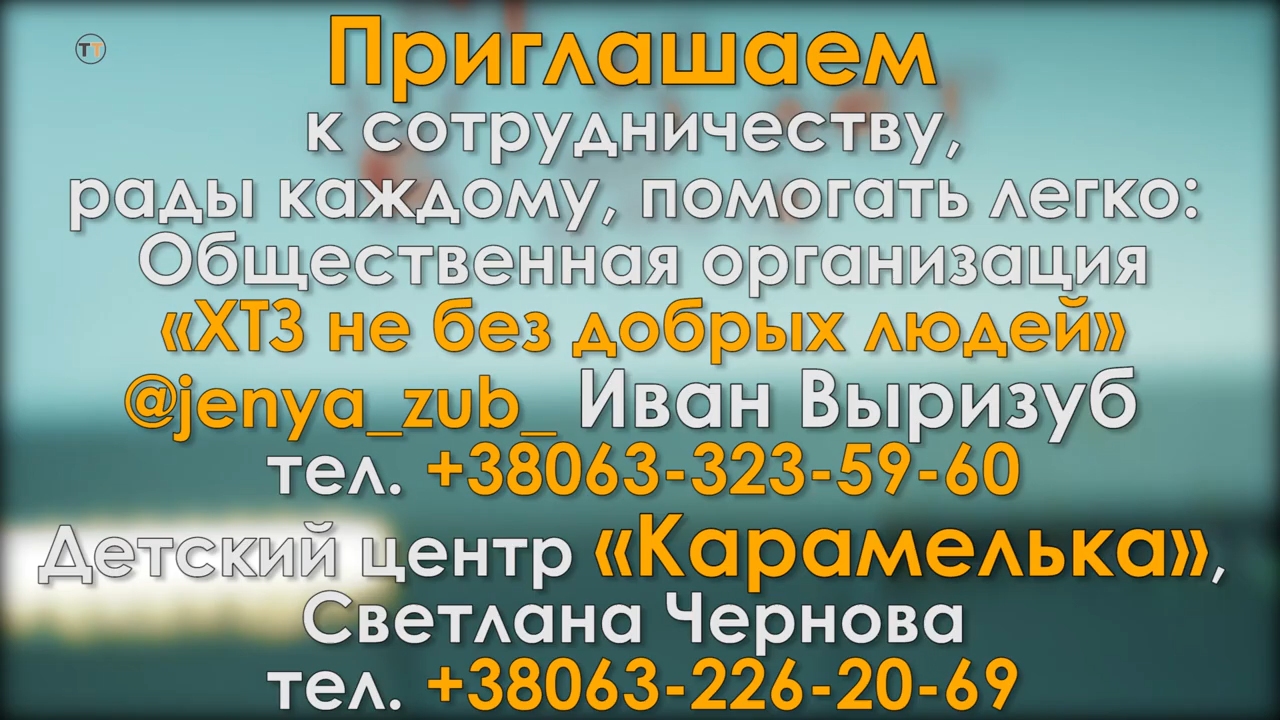 ТТ
Приглашаем
к сотрудничеству,
рады каждому, помогать легко:
Общественная организация
«ХТЗ не без добрых людей»
@jenya_zub_ Иван Выризуб
тел. +38063-323-59-60
Детский центр «Карамелька»,
Светлана Чернова
тел. +38063-226-20-69